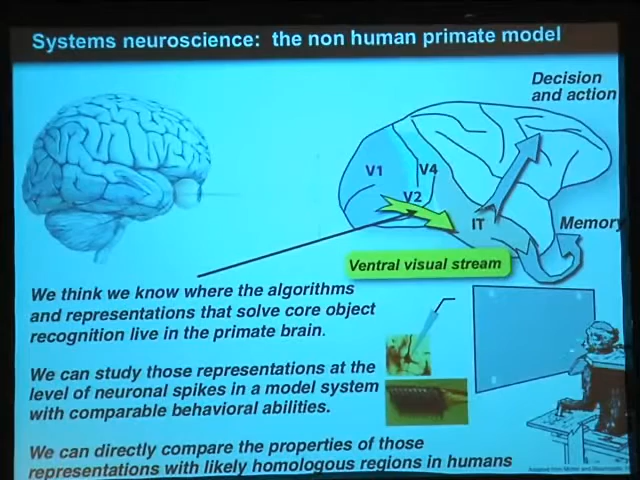 Systems neuroscience: the non human primate model
Decision
and action
V1
V4
V2
IT
Memory
Ventral visual stream
We think we know where the algorithms
and representations that solve core object
recognition live in the primate brain.
We can study those representations at the
level of neuronal spikes in a model system
with comparable behavioral abilities.
We can directly compare the properties of those
representations with likely homologous regions in humans
Adapted from